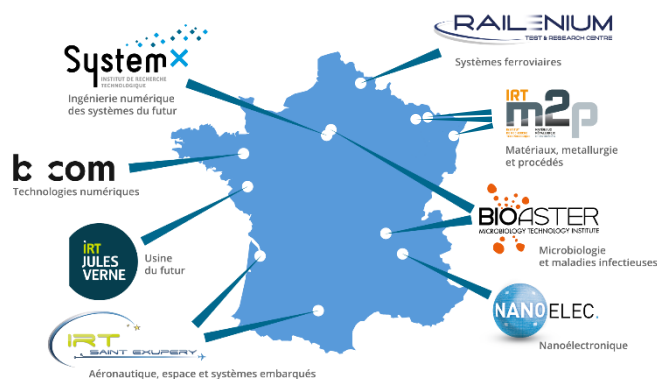 SystemX
INSTITUT DE RECHERCHE
TECHNOLOGIQUE
Ingénierie numérique
des systèmes du futur
RAILENIUM
TEST & RESEARCH CENTRE
Systèmes ferroviaires
IRT
m2p
Matériaux, metallurgie
et procédés
b com
Technologies numériques
BIOASTER
MICROBIOLOGY TECHNOLOGY INSTITUTE
Microbiologie
et maladies infectieuses
iRT
JULES
VERNE
Usine
du futur
NANOELEC.
Nanoélectronique
IRT
SAINT EXUPERY
Aéronautique, espace et systèmes embarqués